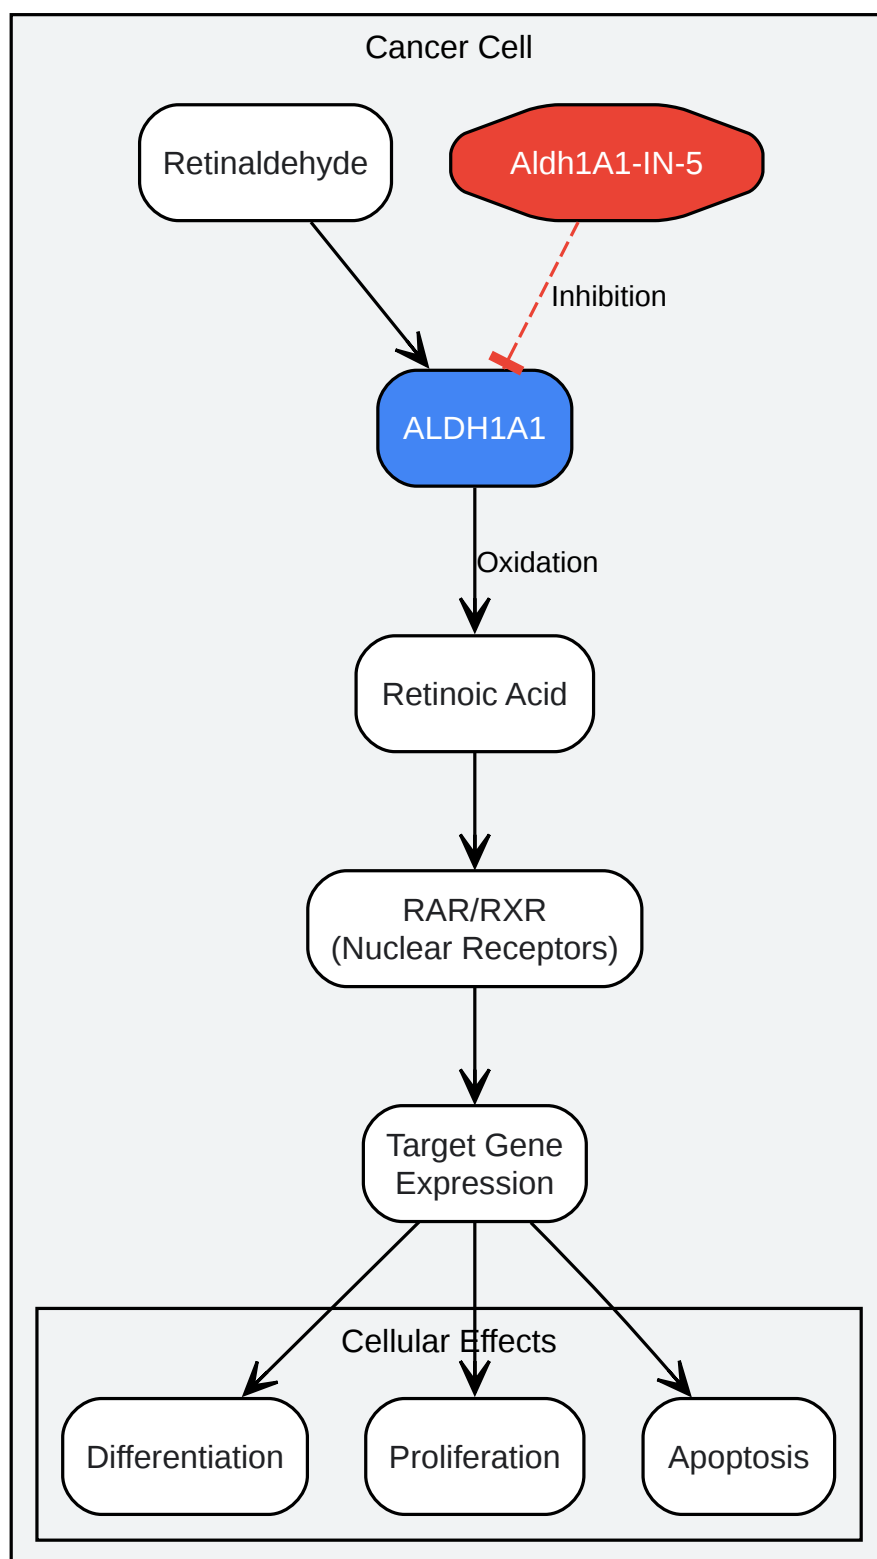 Cancer Cell
Retinaldehyde
Aldh1A1-IN-5
Inhibition
ALDH1A1
Oxidation
Retinoic Acid
RAR/RXR
(Nuclear Receptors)
Target Gene
Expression
Cellular Effects
Differentiation
Proliferation
Apoptosis